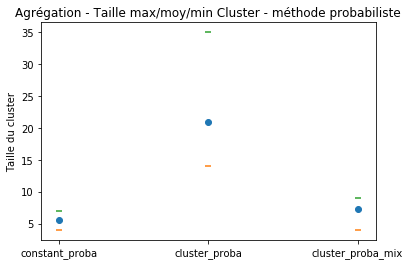 Agrégation - Taille max/moy/min Cluster - méthode probabiliste
Taille du cluster
35
30
25
20
15
10
5
constant_proba
cluster_proba
cluster_proba_mix